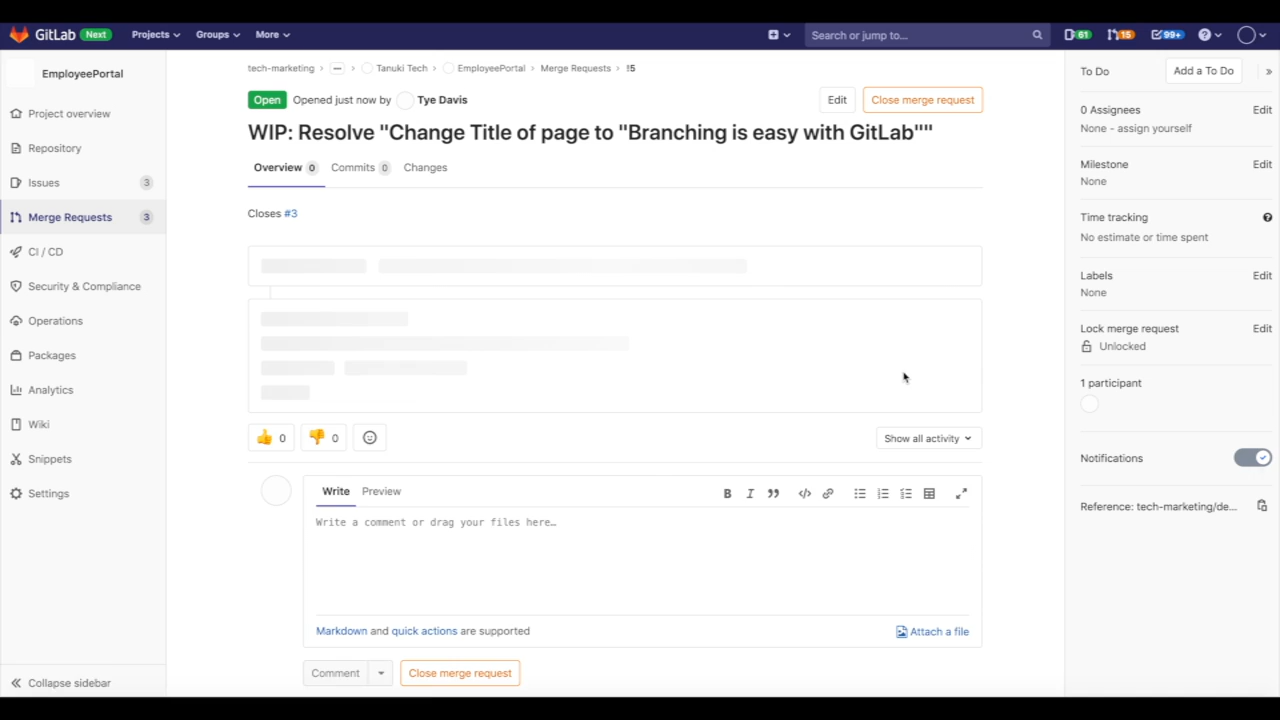 GitLab Next Projects Groups More Search or jump to... 61 15 99+
EmployeePortal
Project overview
Repository
Issues 3
Merge Requests 3
CI / CD
Security & Compliance
Operations
Packages
Analytics
Wiki
Snippets
Settings
Collapse sidebar
tech-marketing > ... > Tanuki Tech > EmployeePortal > Merge Requests > !5
Open Opened just now by Tye Davis Edit Close merge request
WIP: Resolve "Change Title of page to "Branching is easy with GitLab""
Overview 0 Commits 0 Changes
Closes #3
👍 0 👎 0 Show all activity
Write Preview
Write a comment or drag your files here…
Markdown and quick actions are supported Attach a file
Comment Close merge request
To Do Add a To Do »
0 Assignees Edit
None - assign yourself
Milestone Edit
None
Time tracking
No estimate or time spent
Labels Edit
None
Lock merge request Edit
Unlocked
1 participant
Notifications
Reference: tech-marketing/de...